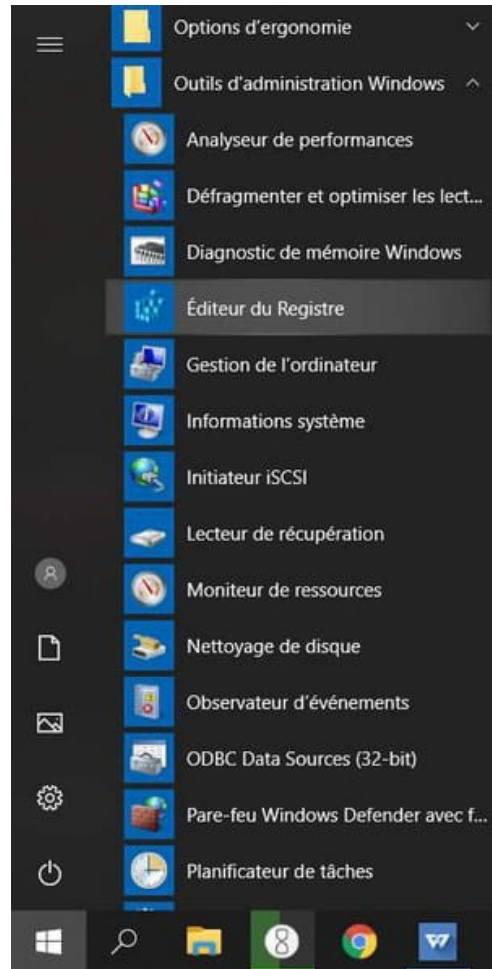 Options d'ergonomie
Outils d'administration Windows
Analyseur de performances
Défragmenter et optimiser les lect...
Diagnostic de mémoire Windows
Éditeur du Registre
Gestion de l'ordinateur
Informations système
Initiateur iSCSI
Lecteur de récupération
Moniteur de ressources
Nettoyage de disque
Observateur d'événements
ODBC Data Sources (32-bit)
Pare-feu Windows Defender avec f...
Planificateur de tâches